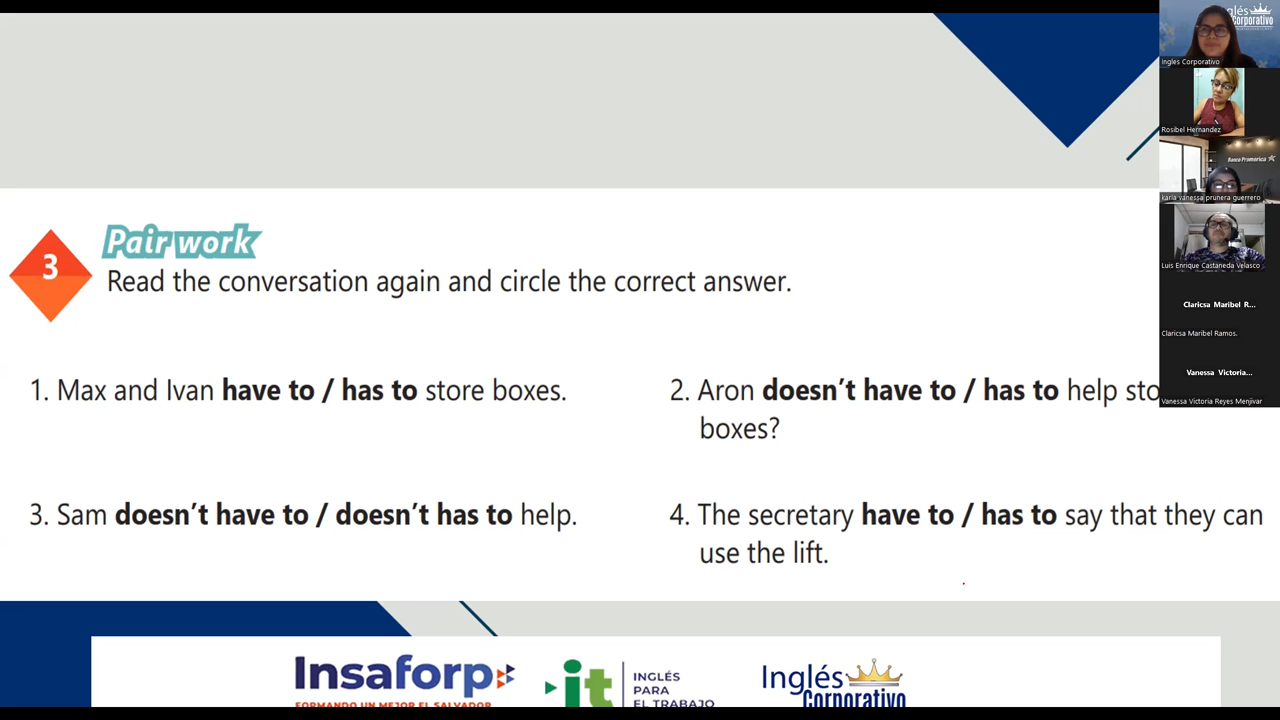 Pair work
3
Read the conversation again and circle the correct answer.
1. Max and Ivan have to / has to store boxes.
2. Aron doesn't have to / has to help sto
boxes?
3. Sam doesn't have to / doesn't has to help.
4. The secretary have to / has to say that they can
use the lift.
Insaforp
FORMANDO UN MEJOR EL SALVADOR
it
INGLÉS
PARA
EL TRABAJO
Inglés
Corporativo
glés
Corporativo
Ingles Corporativo
Rosibel Hernandez
Banco Promerica
karla vanessa prunera guerrero
Luis Enrique Castaneda Velasco
Claricsa Maribel R...
Claricsa Maribel Ramos.
Vanessa Victoria...
Vanessa Victoria Reyes Menjivar